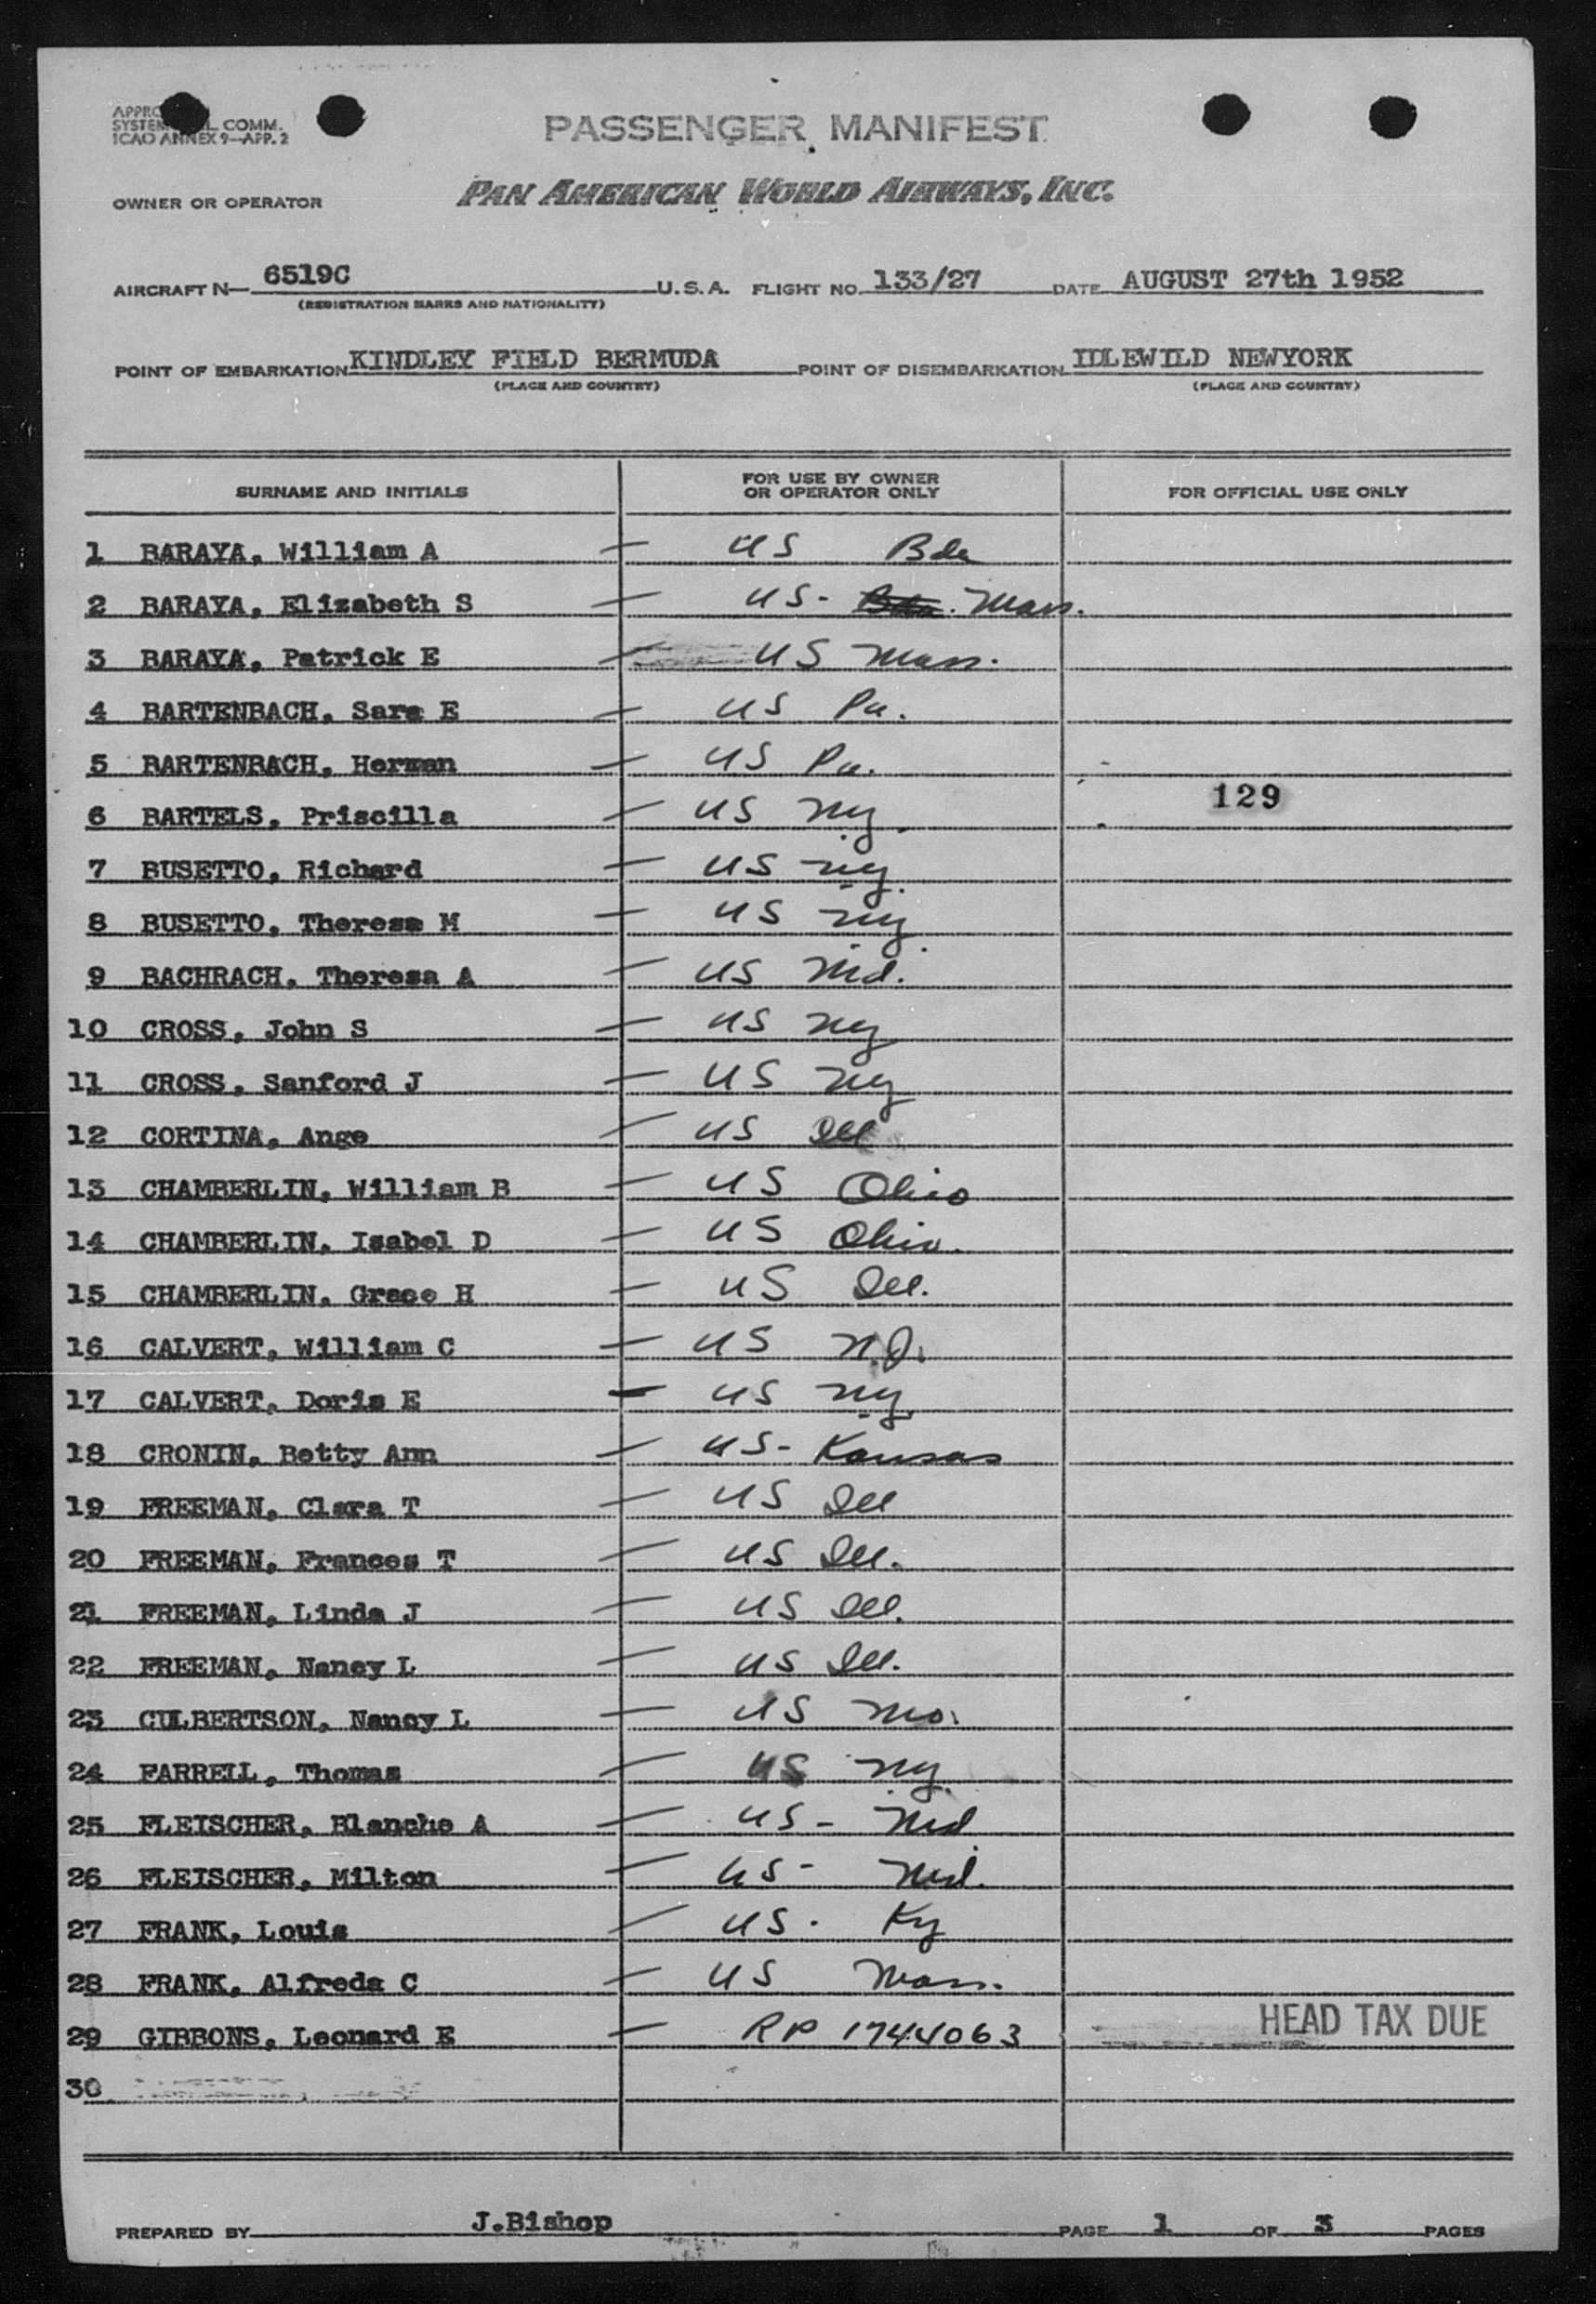 SYSTEM COMM.
ICAO ANNEX 9—APP. 2
PASSENGER MANIFEST
OWNER OR OPERATOR PAN AMERICAN WORLD AIRWAYS, INC.
AIRCRAFT N— 6519C U.S.A. FLIGHT NO. 133/27 DATE AUGUST 27th 1952
(REGISTRATION MARKS AND NATIONALITY)
POINT OF EMBARKATION KINDLEY FIELD BERMUDA POINT OF DISEMBARKATION IDLEWILD NEWYORK
(PLACE AND COUNTRY) (PLACE AND COUNTRY)
SURNAME AND INITIALS FOR USE BY OWNER OR OPERATOR ONLY FOR OFFICIAL USE ONLY
1 BARAYA, William A — US Bda
2 BARAYA, Elizabeth S — US - Bda. Mass.
3 BARAYA, Patrick E — US Mass.
4 BARTENBACH, Sara E — US Pa.
5 BARTENBACH, Herman — US Pa.
6 BARTELS, Priscilla — US NY. 129
7 BUSETTO, Richard — US NY.
8 BUSETTO, Theresa M — US NY.
9 BACHRACH, Theresa A — US Md.
10 CROSS, John S — US NY
11 CROSS, Sanford J — US NY
12 CORTINA, Ange — US Ill
13 CHAMBERLIN, William B — US Ohio
14 CHAMBERLIN, Isabel D — US Ohio.
15 CHAMBERLIN, Grace H — US Ill.
16 CALVERT, William C — US N.J.
17 CALVERT, Doris E — US NY.
18 CRONIN, Betty Ann — US - Kansas
19 FREEMAN, Clara T — US Ill
20 FREEMAN, Frances T — US Ill.
21 FREEMAN, Linda J — US Ill.
22 FREEMAN, Nancy L — US Ill.
23 CULBERTSON, Nancy L — US Mo.
24 FARRELL, Thomas — US NY.
25 FLEISCHER, Blanche A — US - Md
26 FLEISCHER, Milton — US - Md.
27 FRANK, Louis — US. Ky
28 FRANK, Alfreda C — US Mass.
29 GIBBONS, Leonard E — RP 1744063 HEAD TAX DUE
30
PREPARED BY J.Bishop PAGE 1 OF 3 PAGES